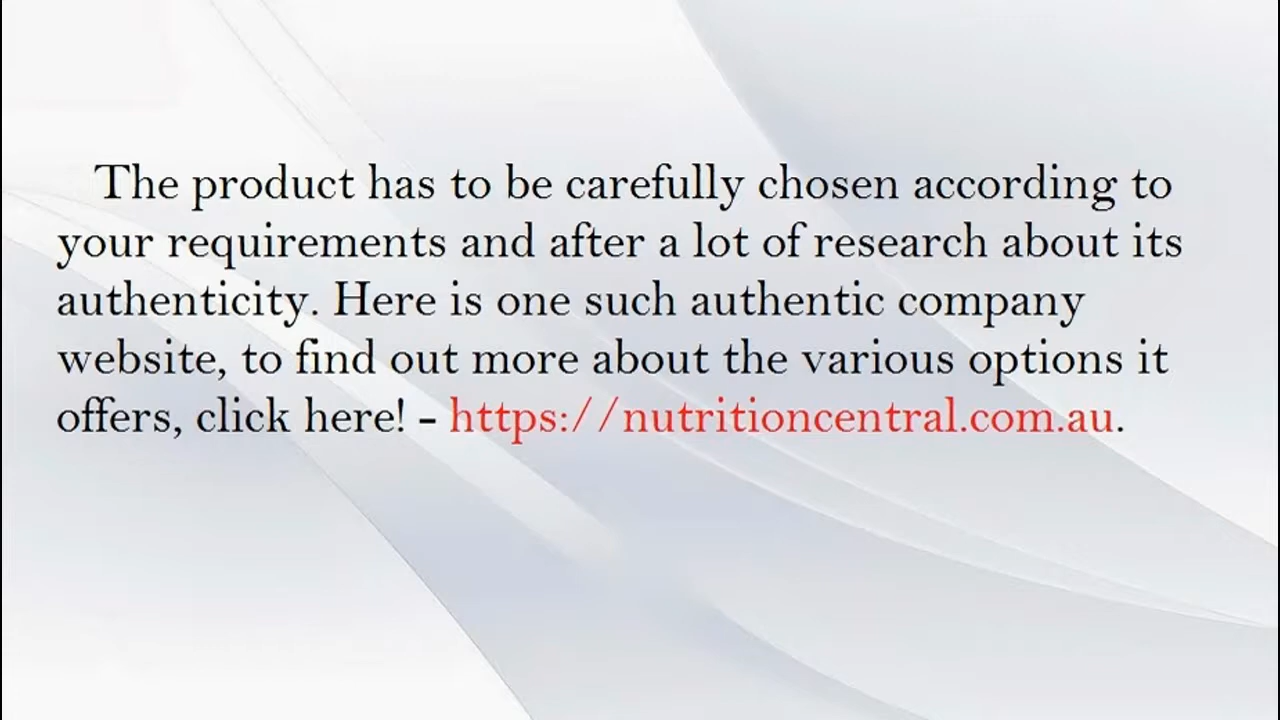 The product has to be carefully chosen according to
your requirements and after a lot of research about its
authenticity. Here is one such authentic company
website, to find out more about the various options it
offers, click here! - https://nutritioncentral.com.au.